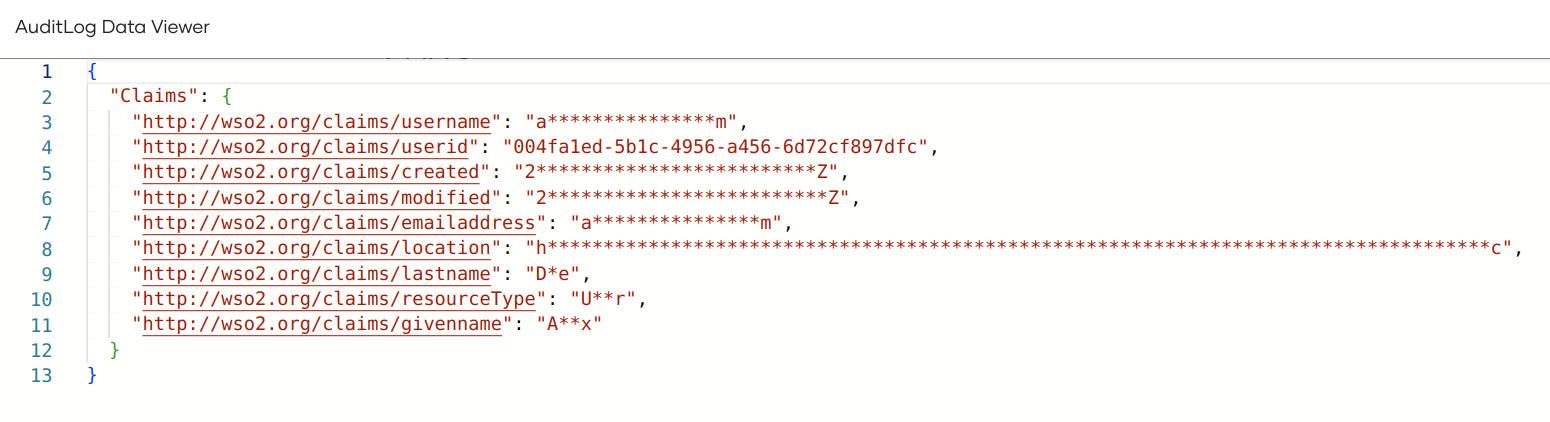 AuditLog Data Viewer
1 {
2 "Claims": {
3 "http://wso2.org/claims/username": "a***************m",
4 "http://wso2.org/claims/userid": "004fa1ed-5b1c-4956-a456-6d72cf897dfc",
5 "http://wso2.org/claims/created": "2*************************Z",
6 "http://wso2.org/claims/modified": "2*************************Z",
7 "http://wso2.org/claims/emailaddress": "a***************m",
8 "http://wso2.org/claims/location": "h************************************************************************************c",
9 "http://wso2.org/claims/lastname": "D*e",
10 "http://wso2.org/claims/resourceType": "U**r",
11 "http://wso2.org/claims/givenname": "A**x"
12 }
13 }